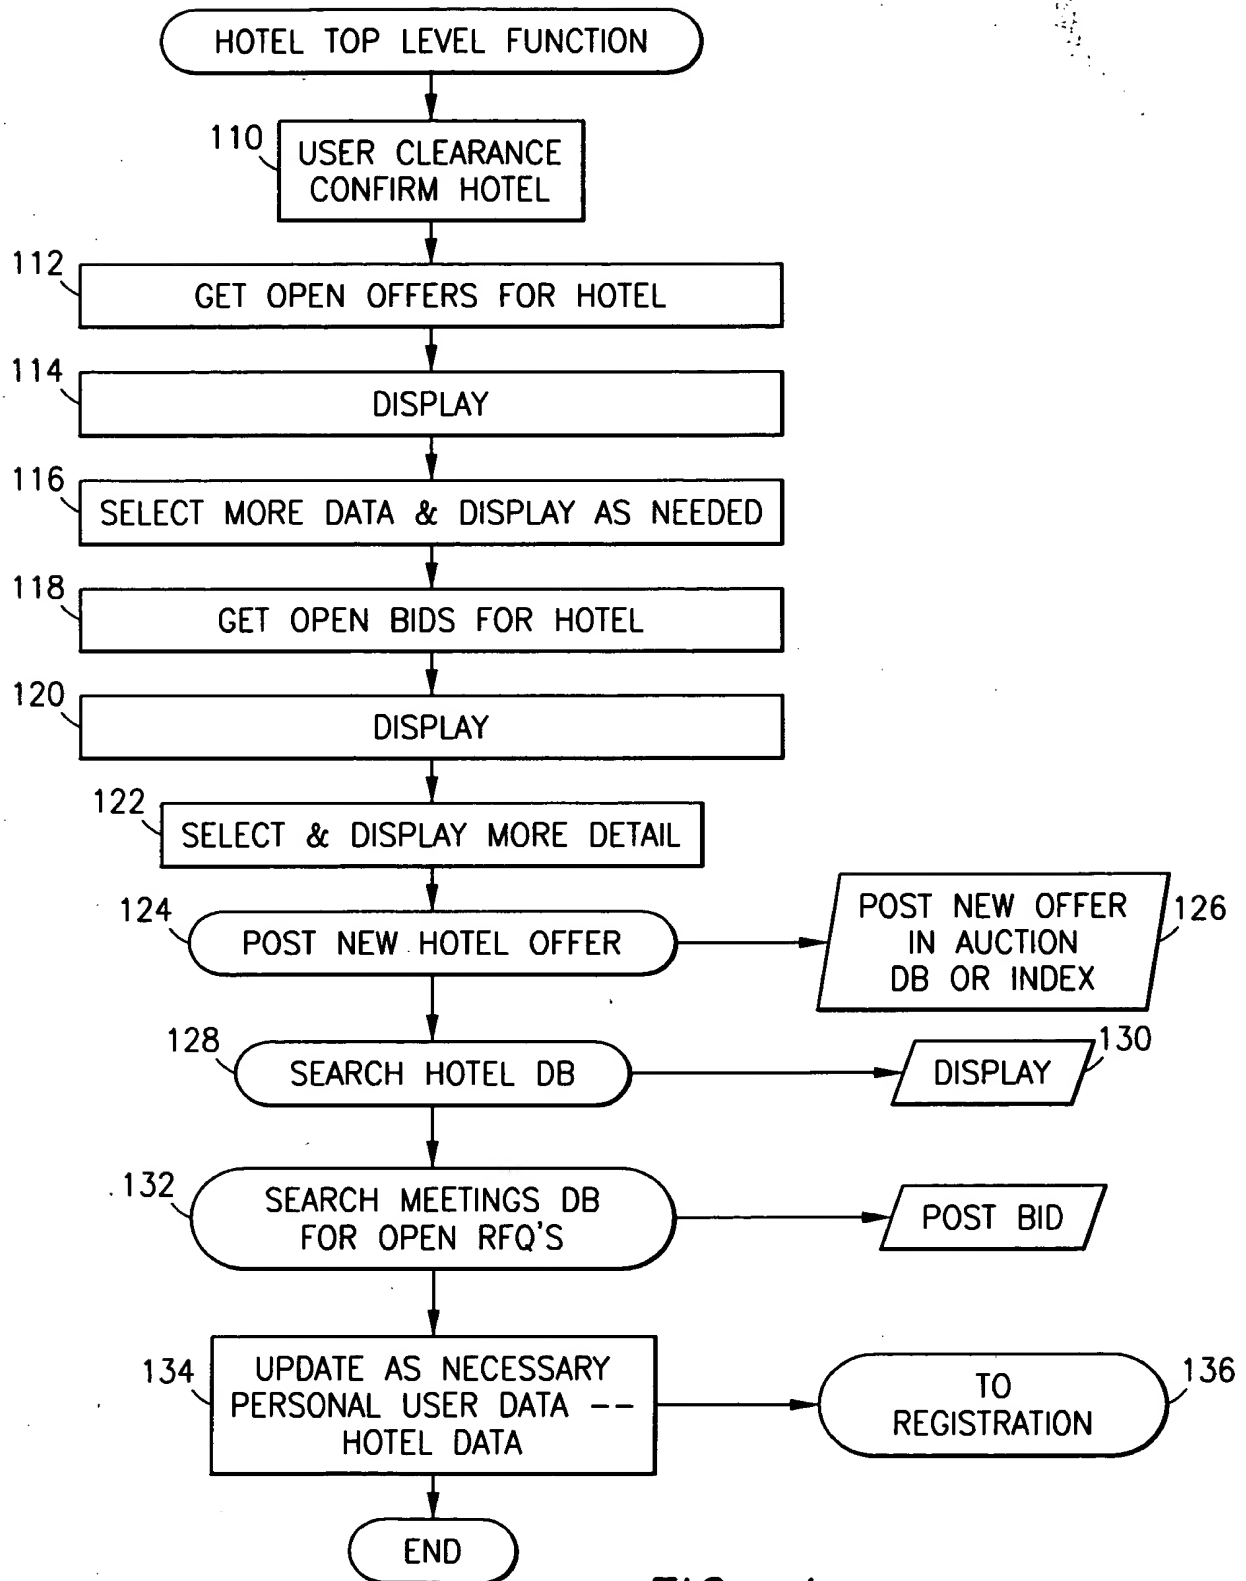 HOTEL TOP LEVEL FUNCTION
110
USER CLEARANCE
CONFIRM HOTEL
112
GET OPEN OFFERS FOR HOTEL
114
DISPLAY
116
SELECT MORE DATA & DISPLAY AS NEEDED
118
GET OPEN BIDS FOR HOTEL
120
DISPLAY
122
SELECT & DISPLAY MORE DETAIL
124
POST NEW HOTEL OFFER
POST NEW OFFER
IN AUCTION
DB OR INDEX
126
128
SEARCH HOTEL DB
DISPLAY
130
132
SEARCH MEETINGS DB
FOR OPEN RFQ'S
POST BID
134
UPDATE AS NECESSARY
PERSONAL USER DATA --
HOTEL DATA
TO
REGISTRATION
136
END